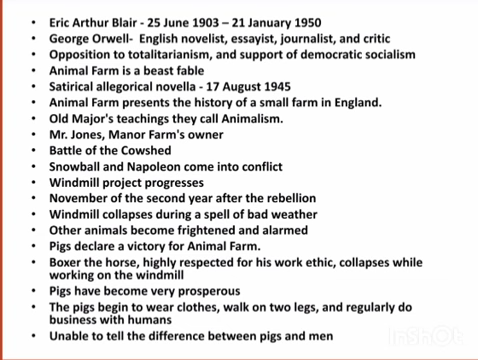 • Eric Arthur Blair - 25 June 1903 – 21 January 1950
• George Orwell-  English novelist, essayist, journalist, and critic
• Opposition to totalitarianism, and support of democratic socialism
• Animal Farm is a beast fable
• Satirical allegorical novella - 17 August 1945
• Animal Farm presents the history of a small farm in England.
• Old Major's teachings they call Animalism.
• Mr. Jones, Manor Farm's owner
• Battle of the Cowshed
• Snowball and Napoleon come into conflict
• Windmill project progresses
• November of the second year after the rebellion
• Windmill collapses during a spell of bad weather
• Other animals become frightened and alarmed
• Pigs declare a victory for Animal Farm.
• Boxer the horse, highly respected for his work ethic, collapses while
working on the windmill
• Pigs have become very prosperous
• The pigs begin to wear clothes, walk on two legs, and regularly do
business with humans
• Unable to tell the difference between pigs and men
InShOt